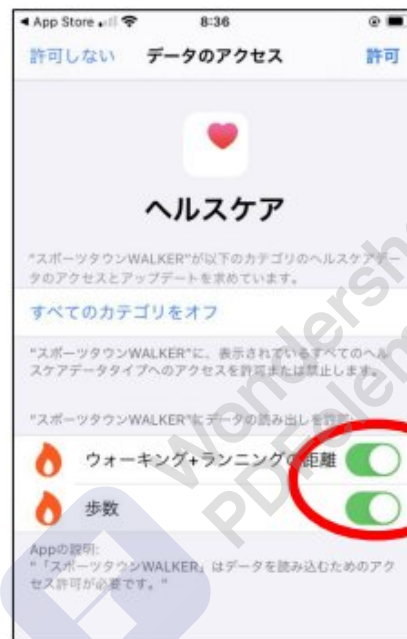 App Store 8:36
許可しない データのアクセス 許可
ヘルスケア
"スポーツタウンWALKER"が以下のカテゴリのヘルスケアデー
タのアクセスとアップデートを求めています。
すべてのカテゴリをオフ
"スポーツタウンWALKER"に、表示されているすべてのヘル
スケアデータタイプへのアクセスを許可または禁止します。
"スポーツタウンWALKER"にデータの読み出しを許可:
ウォーキング+ランニングの距離
歩数
Appの説明:
"「スポーツタウンWALKER」はデータを読み込むためのアク
セス許可が必要です。"
Wondershare
PDFelement